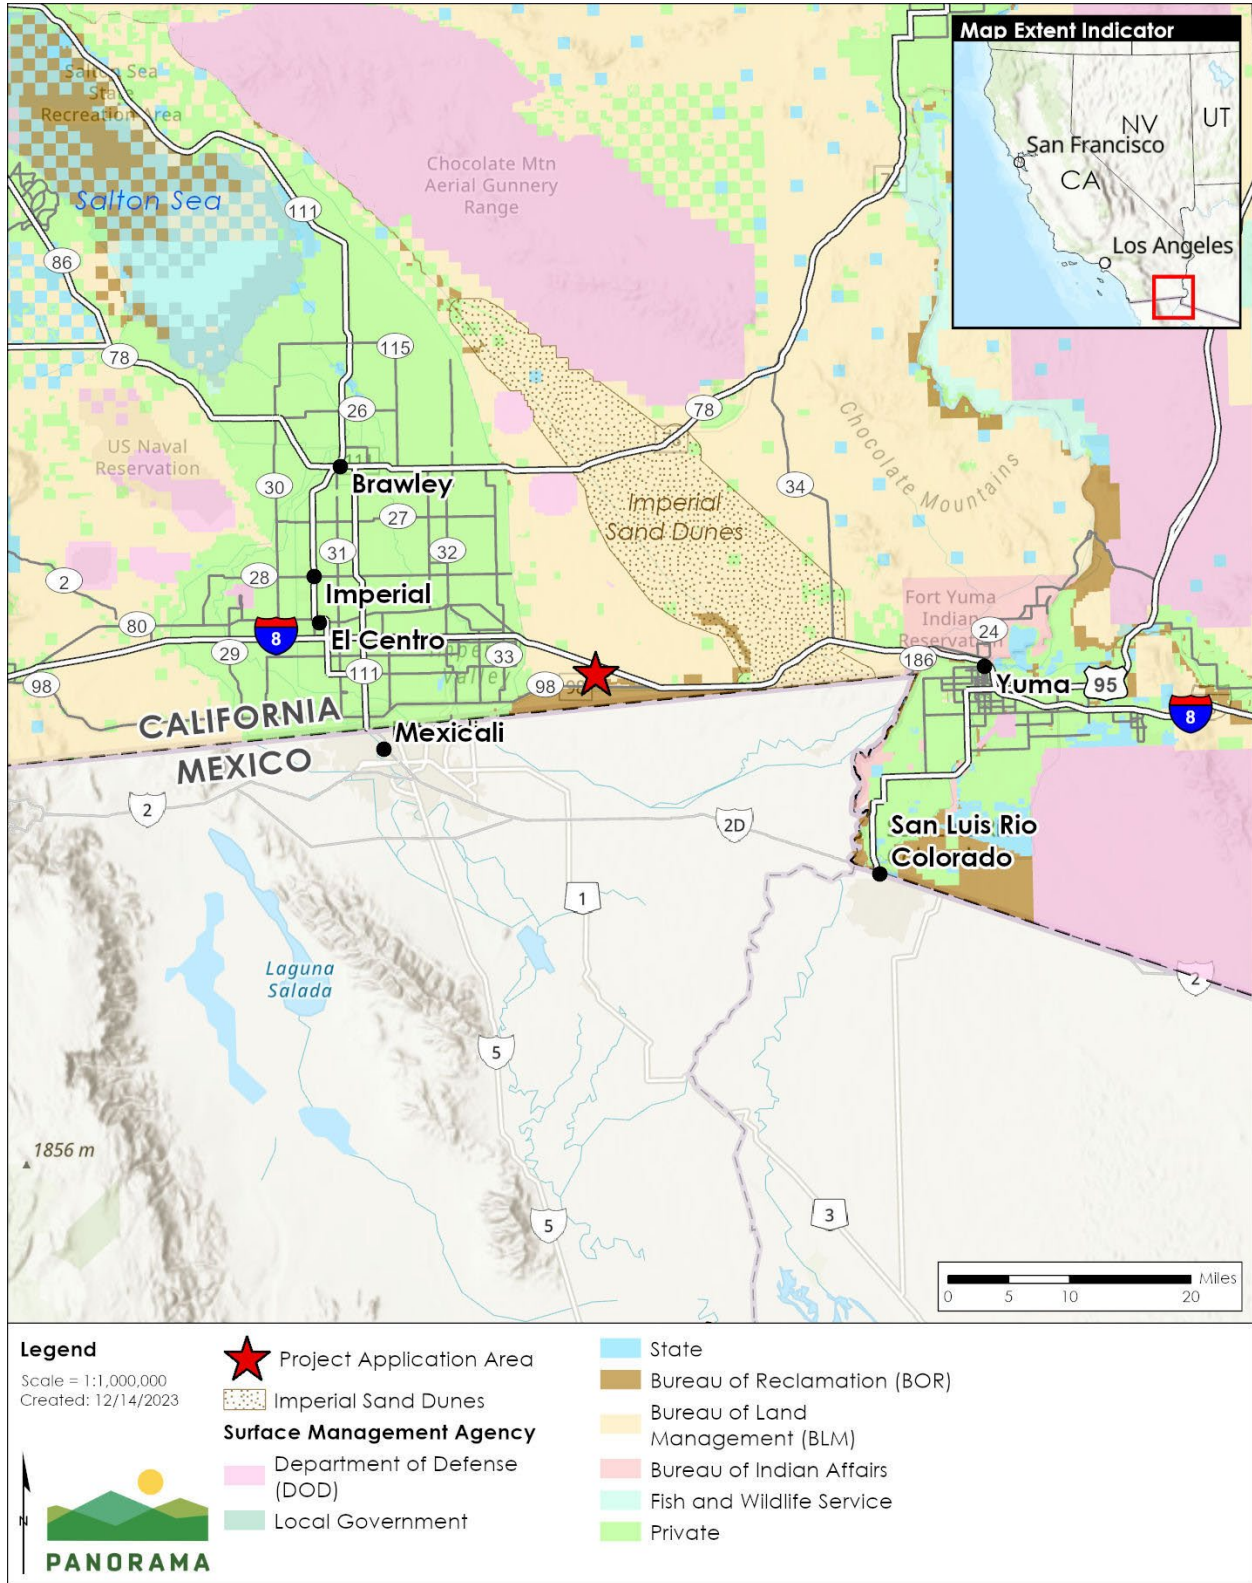 Map Extent Indicator
NV
UT
San Francisco
CA
Los Angeles
Salton Sea
State
Recreation Area
Chocolate Mtn
Aerial Gunnery
Range
Salton Sea
111
86
78
115
26
78
US Naval
Reservation
Brawley
30
27
Chocolate Mountains
34
Imperial
Sand Dunes
31
32
2
28
Imperial
80
8
El Centro
29
33
Fort Yuma
Indian
Reservation
24
186
98
111
Valley
98
98
Yuma
95
8
CALIFORNIA
MEXICO
Mexicali
2
2D
San Luis Rio
Colorado
1
Laguna
Salada
2
5
1856 m
5
3
Miles
0 5 10 20
Legend
Scale = 1:1,000,000
Created: 12/14/2023
N
PANORAMA
Project Application Area
Imperial Sand Dunes
Surface Management Agency
Department of Defense
(DOD)
Local Government
State
Bureau of Reclamation (BOR)
Bureau of Land
Management (BLM)
Bureau of Indian Affairs
Fish and Wildlife Service
Private